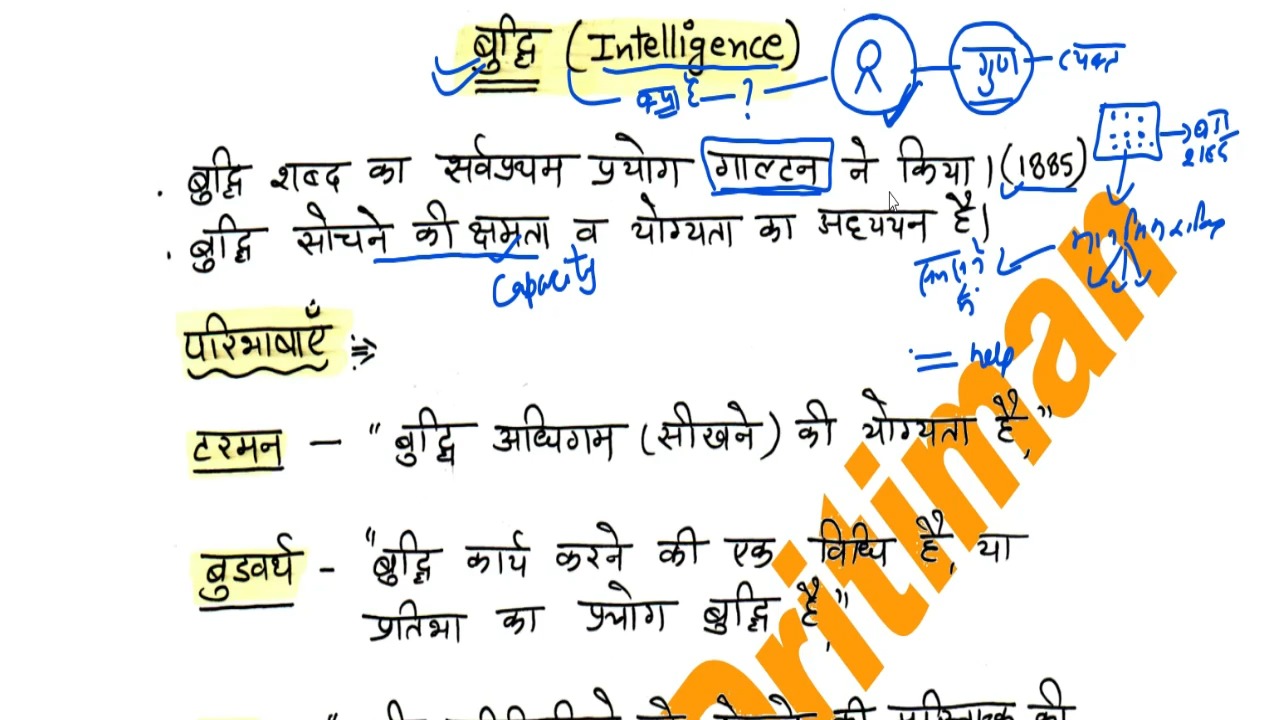 बुद्धि (Intelligence)
क्या है ?
गुण
. बुद्धि शब्द का सर्वप्रथम प्रयोग गाल्टन ने किया। (1885)
. बुद्धि सोचने की क्षमता व योग्यता का अध्ययन है।
Capacity
परिभाषाएँ ⇒
= help
टरमन – "बुद्धि अधिगम (सीखने) की योग्यता है"
बुडवर्थ – "बुद्धि कार्य करने की एक विधि है, या
प्रतिभा का प्रयोग बुद्धि है"
Pritiman